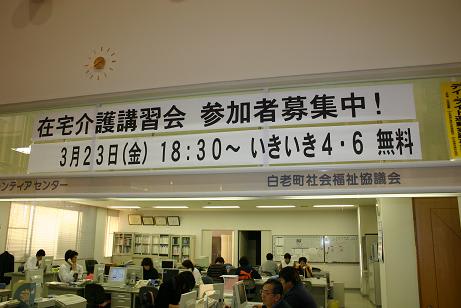 在宅介護講習会 参加者募集中!
3月23日(金) 18:30～ いきいき4・6 無料
ンティアセンター
白老町社会福祉協議会